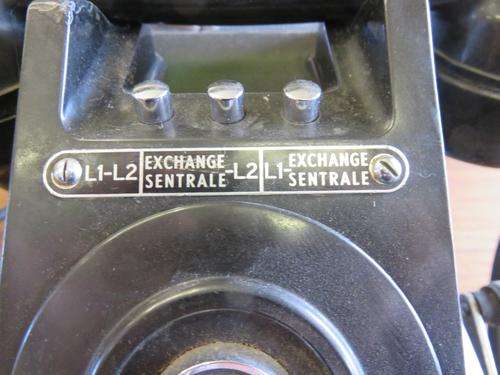 L1-L2
EXCHANGE
SENTRALE
-L2
L1-
EXCHANGE
SENTRALE